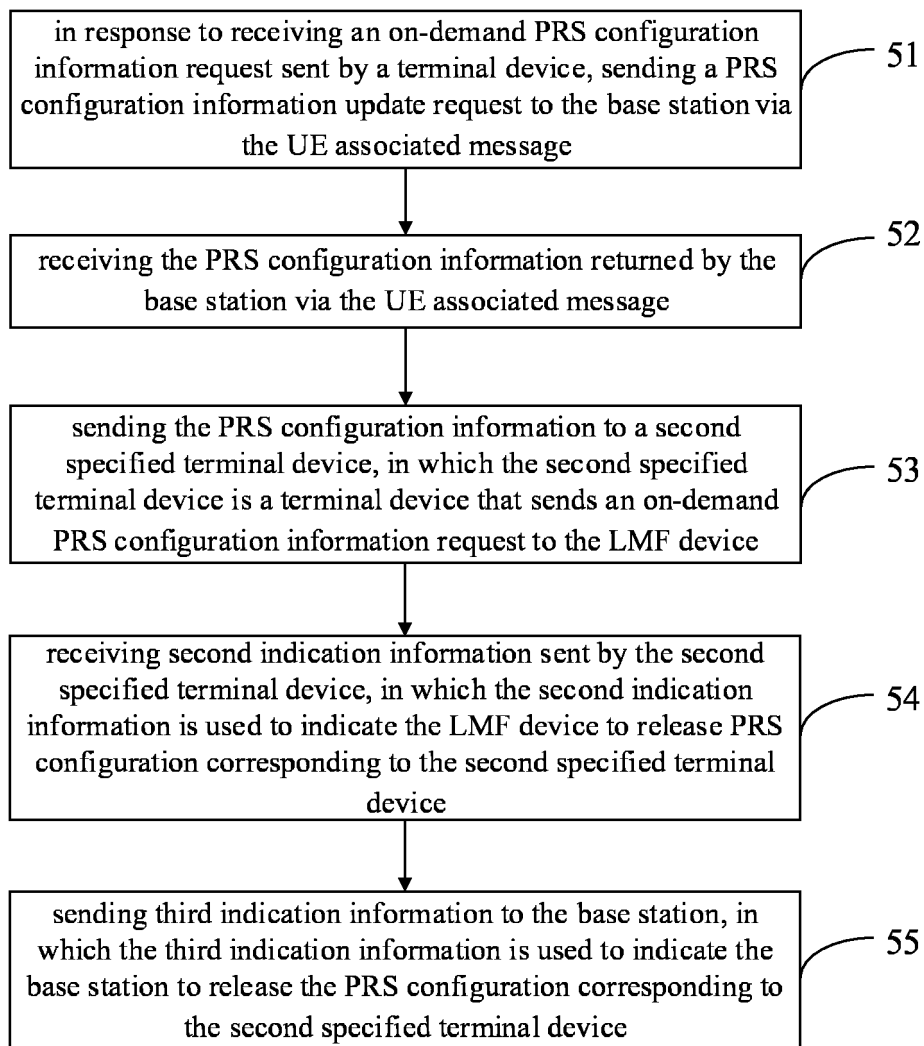 in response to receiving an on-demand PRS configuration
information request sent by a terminal device, sending a PRS
configuration information update request to the base station via
the UE associated message
51
receiving the PRS configuration information returned by the
base station via the UE associated message
52
sending the PRS configuration information to a second
specified terminal device, in which the second specified
terminal device is a terminal device that sends an on-demand
PRS configuration information request to the LMF device
53
receiving second indication information sent by the second
specified terminal device, in which the second indication
information is used to indicate the LMF device to release PRS
configuration corresponding to the second specified terminal
device
54
sending third indication information to the base station, in
which the third indication information is used to indicate the
base station to release the PRS configuration corresponding to
the second specified terminal device
55